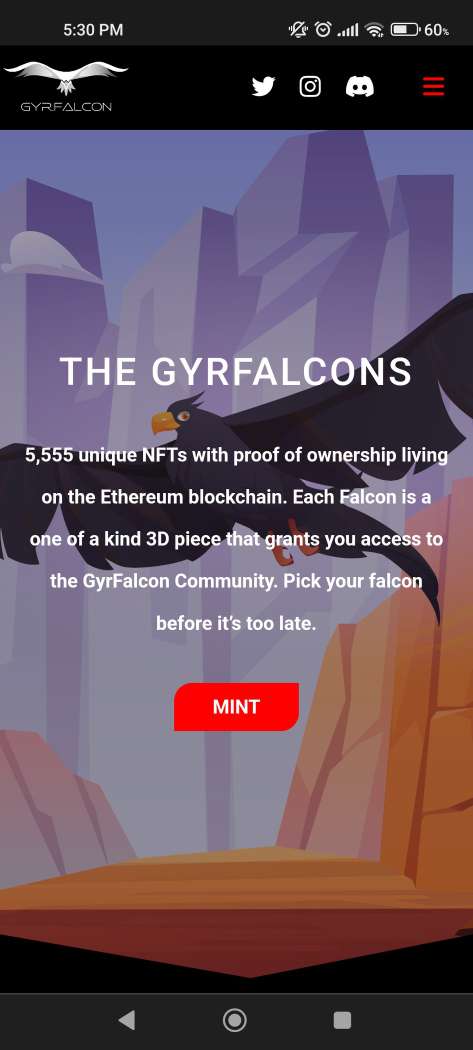 5:30 PM
60%
GYRFALCON
THE GYRFALCONS
5,555 unique NFTs with proof of ownership living
on the Ethereum blockchain. Each Falcon is a
one of a kind 3D piece that grants you access to
the GyrFalcon Community. Pick your falcon
before it's too late.
MINT